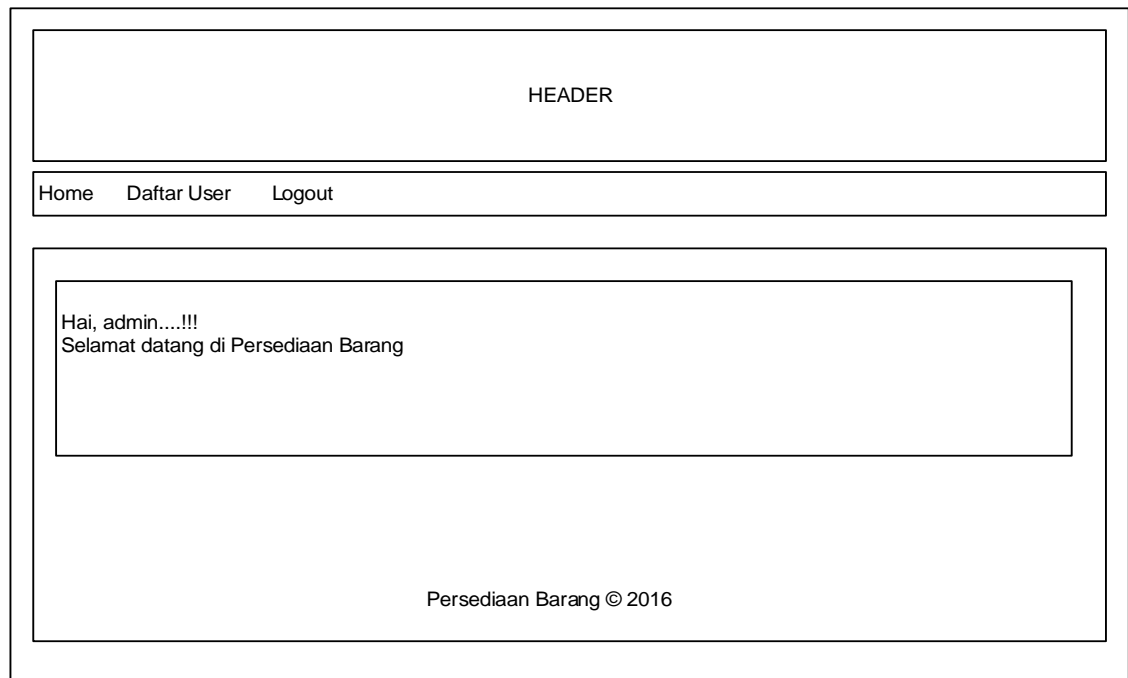 HEADER
Home Daftar User Logout
Hai, admin....!!!
Selamat datang di Persediaan Barang
Persediaan Barang © 2016